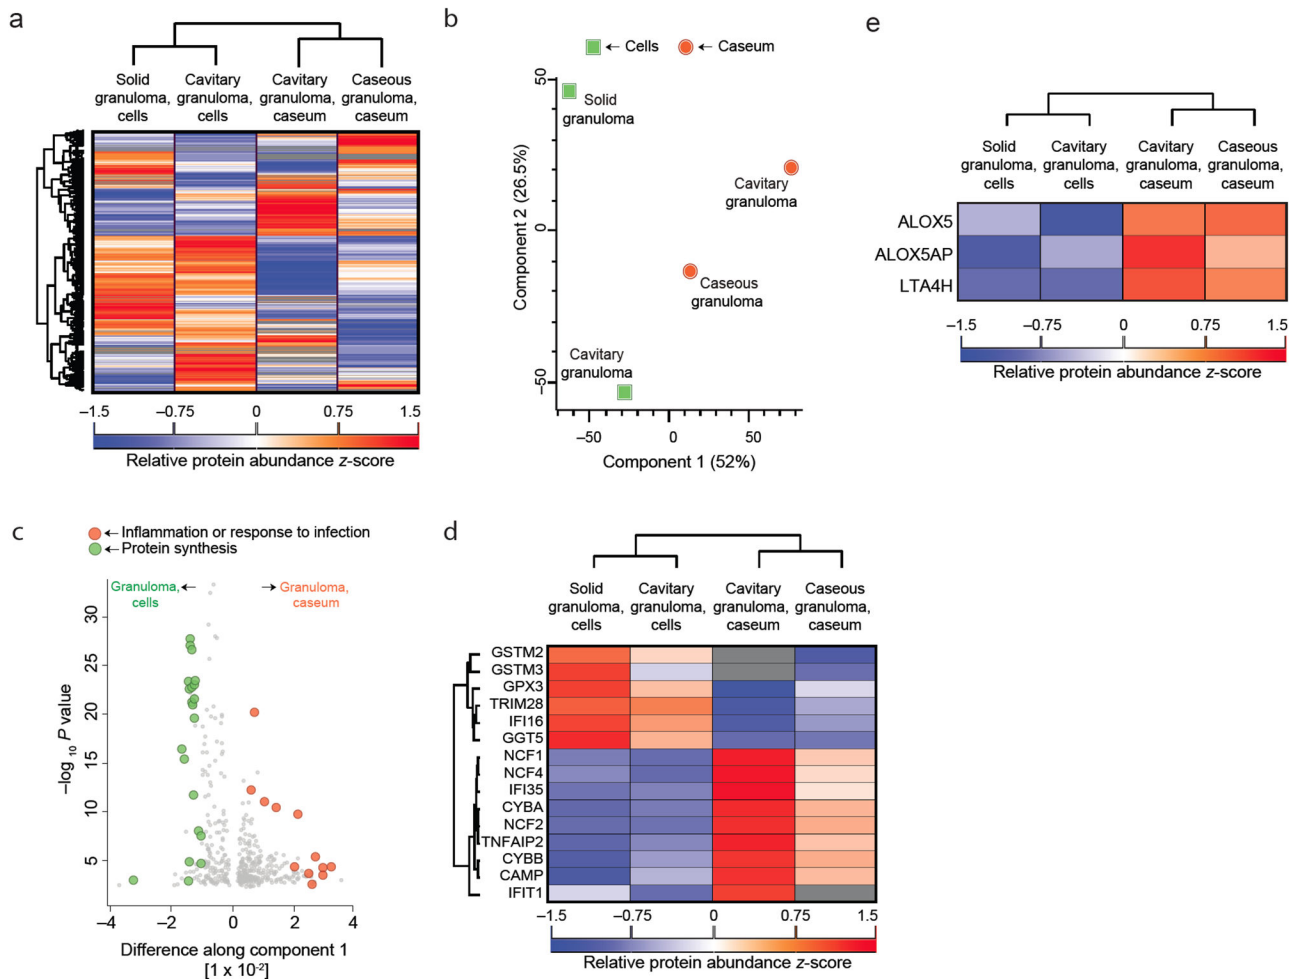 a
Solid granuloma, cells
Cavitary granuloma, cells
Cavitary granuloma, caseum
Caseous granuloma, caseum
−1.5 −0.75 0 0.75 1.5
Relative protein abundance z-score
b
← Cells ← Caseum
Component 2 (26.5%)
50
0
−50
Solid granuloma
Cavitary granuloma
Caseous granuloma
Cavitary granuloma
−50 0 50
Component 1 (52%)
e
Solid granuloma, cells
Cavitary granuloma, cells
Cavitary granuloma, caseum
Caseous granuloma, caseum
ALOX5
ALOX5AP
LTA4H
−1.5 −0.75 0 0.75 1.5
Relative protein abundance z-score
c
← Inflammation or response to infection
← Protein synthesis
Granuloma, cells ←
→ Granuloma, caseum
−log 10 P value
30
25
20
15
10
5
−4 −2 0 2 4
Difference along component 1
[1 x 10-2]
d
Solid granuloma, cells
Cavitary granuloma, cells
Cavitary granuloma, caseum
Caseous granuloma, caseum
GSTM2
GSTM3
GPX3
TRIM28
IFI16
GGT5
NCF1
NCF4
IFI35
CYBA
NCF2
TNFAIP2
CYBB
CAMP
IFIT1
−1.5 −0.75 0 0.75 1.5
Relative protein abundance z-score